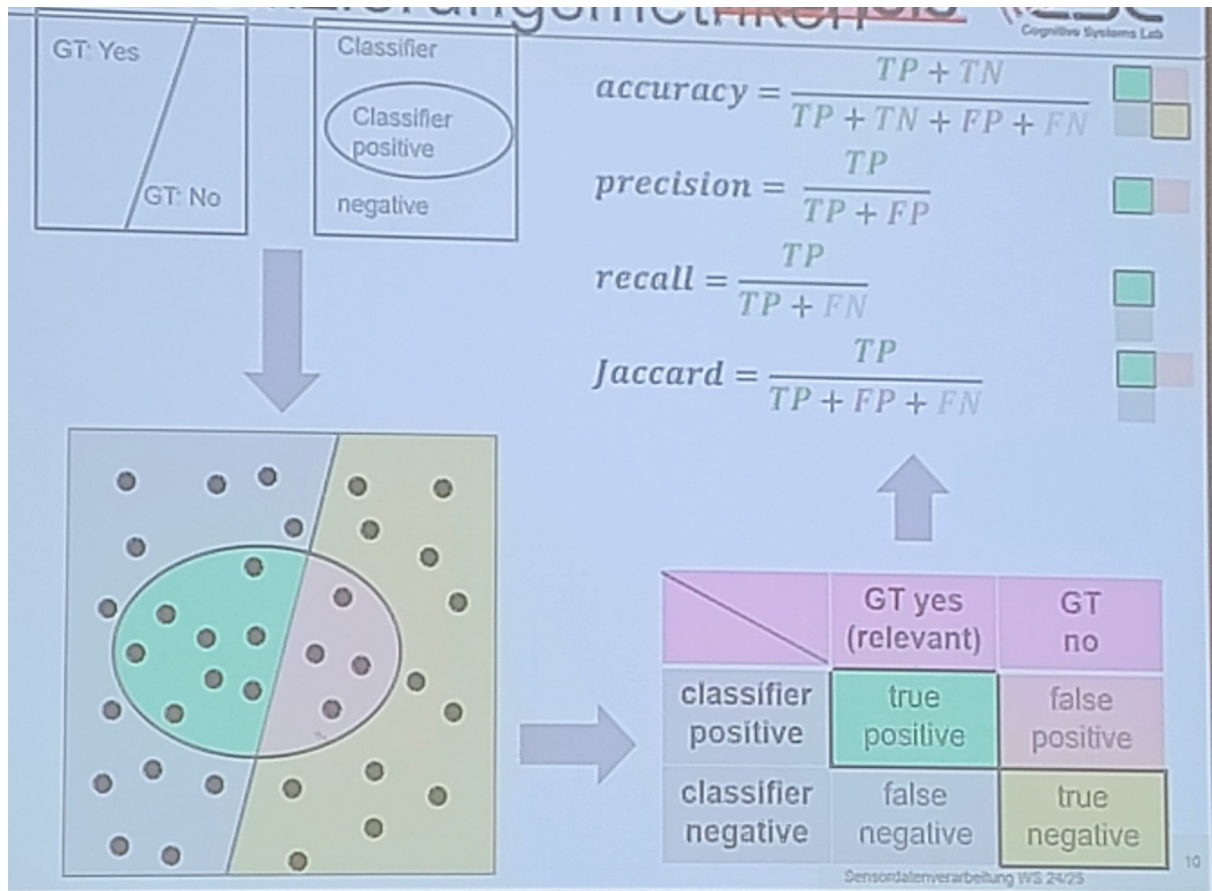 Cognitive Systems Lab
GT: Yes
GT: No
Classifier
Classifier
positive
negative
accuracy = TP + TN / TP + TN + FP + FN
precision = TP / TP + FP
recall = TP / TP + FN
Jaccard = TP / TP + FP + FN
GT yes
(relevant)
GT
no
classifier
positive
true
positive
false
positive
classifier
negative
false
negative
true
negative
Sensordatenverarbeitung WS 24/25
10